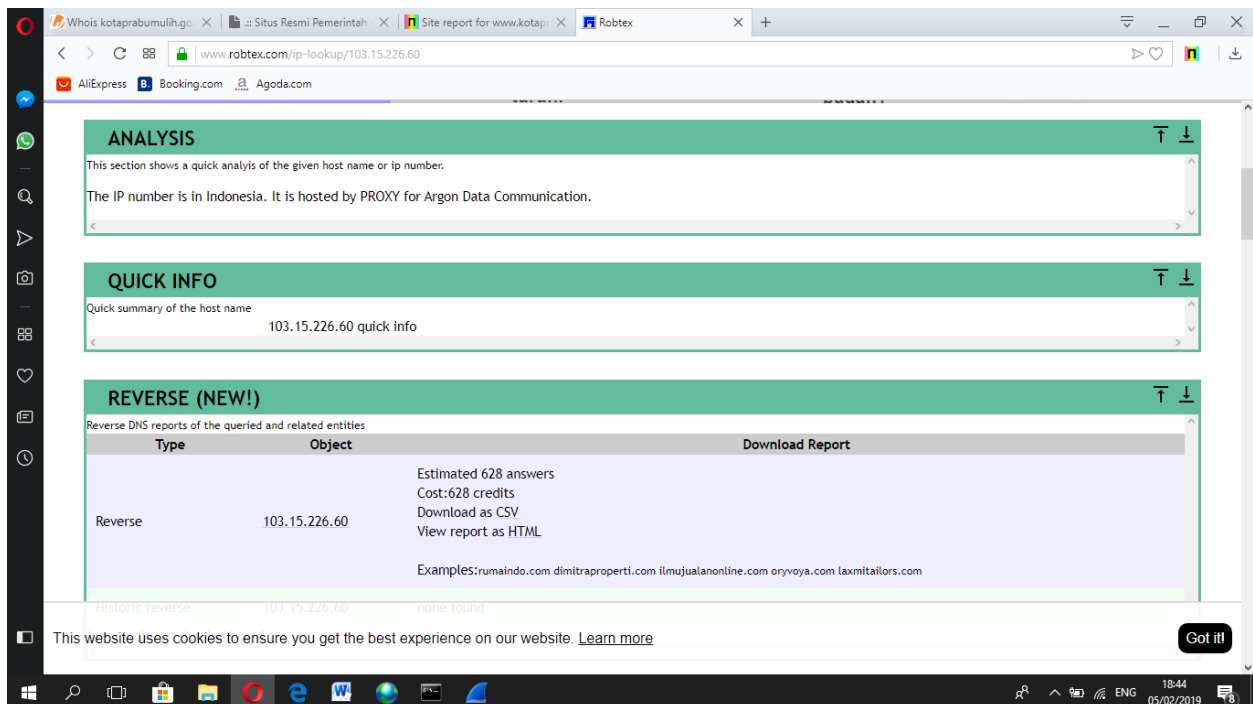 Whois kotaprabumulih.go
.:: Situs Resmi Pemerintah
Site report for www.kotapr
Robtex
www.robtex.com/ip-lookup/103.15.226.60
AliExpress
B. Booking.com
a Agoda.com
ANALYSIS
This section shows a quick analyis of the given host name or ip number.
The IP number is in Indonesia. It is hosted by PROXY for Argon Data Communication.
QUICK INFO
Quick summary of the host name
103.15.226.60 quick info
REVERSE (NEW!)
Reverse DNS reports of the queried and related entities
Type Object Download Report
Estimated 628 answers
Cost:628 credits
Download as CSV
Reverse 103.15.226.60
View report as HTML
Examples:rumaindo.com dimitraproperti.com ilmujualanonline.com oryvoya.com laxmitailors.com
Historic reverse 103.15.226.60 none found
This website uses cookies to ensure you get the best experience on our website. Learn more
Got it!
ENG
18:44
05/02/2019
8